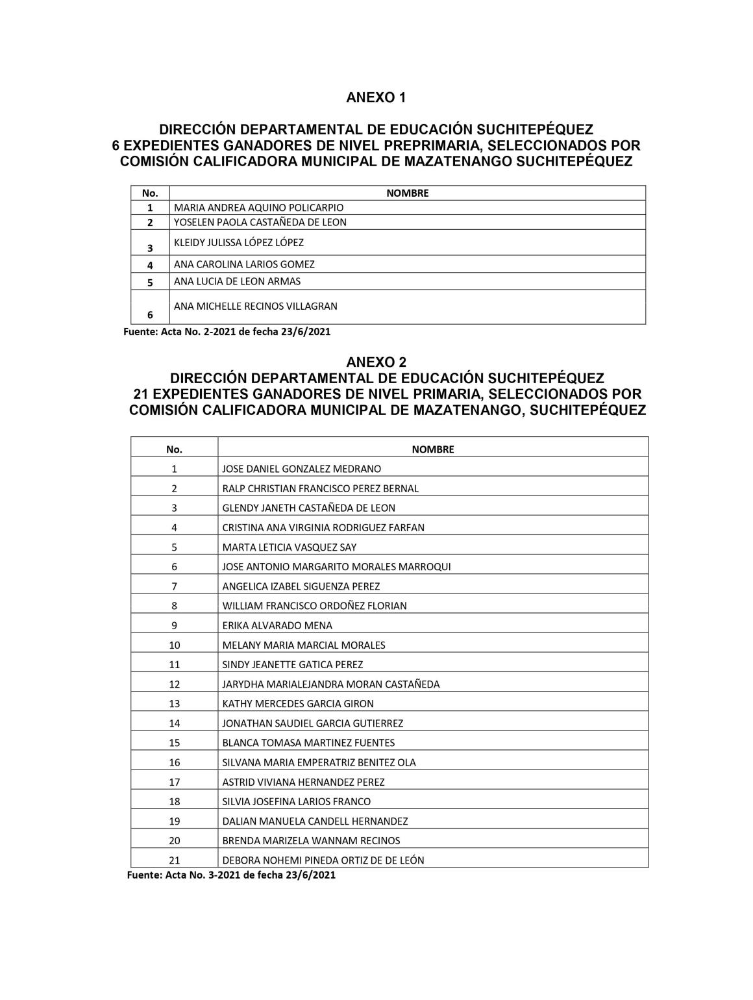 ANEXO 1
DIRECCIÓN DEPARTAMENTAL DE EDUCACIÓN SUCHITEPÉQUEZ
6 EXPEDIENTES GANADORES DE NIVEL PREPRIMARIA, SELECCIONADOS POR
COMISIÓN CALIFICADORA MUNICIPAL DE MAZATENANGO SUCHITEPÉQUEZ
No. NOMBRE
1 MARIA ANDREA AQUINO POLICARPIO
2 YOSELEN PAOLA CASTAÑEDA DE LEON
3 KLEIDY JULISSA LÓPEZ LÓPEZ
4 ANA CAROLINA LARIOS GOMEZ
5 ANA LUCIA DE LEON ARMAS
6 ANA MICHELLE RECINOS VILLAGRAN
Fuente: Acta No. 2-2021 de fecha 23/6/2021
ANEXO 2
DIRECCIÓN DEPARTAMENTAL DE EDUCACIÓN SUCHITEPÉQUEZ
21 EXPEDIENTES GANADORES DE NIVEL PRIMARIA, SELECCIONADOS POR
COMISIÓN CALIFICADORA MUNICIPAL DE MAZATENANGO, SUCHITEPÉQUEZ
No. NOMBRE
1 JOSE DANIEL GONZALEZ MEDRANO
2 RALP CHRISTIAN FRANCISCO PEREZ BERNAL
3 GLENDY JANETH CASTAÑEDA DE LEON
4 CRISTINA ANA VIRGINIA RODRIGUEZ FARFAN
5 MARTA LETICIA VASQUEZ SAY
6 JOSE ANTONIO MARGARITO MORALES MARROQUI
7 ANGELICA IZABEL SIGUENZA PEREZ
8 WILLIAM FRANCISCO ORDOÑEZ FLORIAN
9 ERIKA ALVARADO MENA
10 MELANY MARIA MARCIAL MORALES
11 SINDY JEANETTE GATICA PEREZ
12 JARYDHA MARIALEJANDRA MORAN CASTAÑEDA
13 KATHY MERCEDES GARCIA GIRON
14 JONATHAN SAUDIEL GARCIA GUTIERREZ
15 BLANCA TOMASA MARTINEZ FUENTES
16 SILVANA MARIA EMPERATRIZ BENITEZ OLA
17 ASTRID VIVIANA HERNANDEZ PEREZ
18 SILVIA JOSEFINA LARIOS FRANCO
19 DALIAN MANUELA CANDELL HERNANDEZ
20 BRENDA MARIZELA WANNAM RECINOS
21 DEBORA NOHEMI PINEDA ORTIZ DE DE LEÓN
Fuente: Acta No. 3-2021 de fecha 23/6/2021